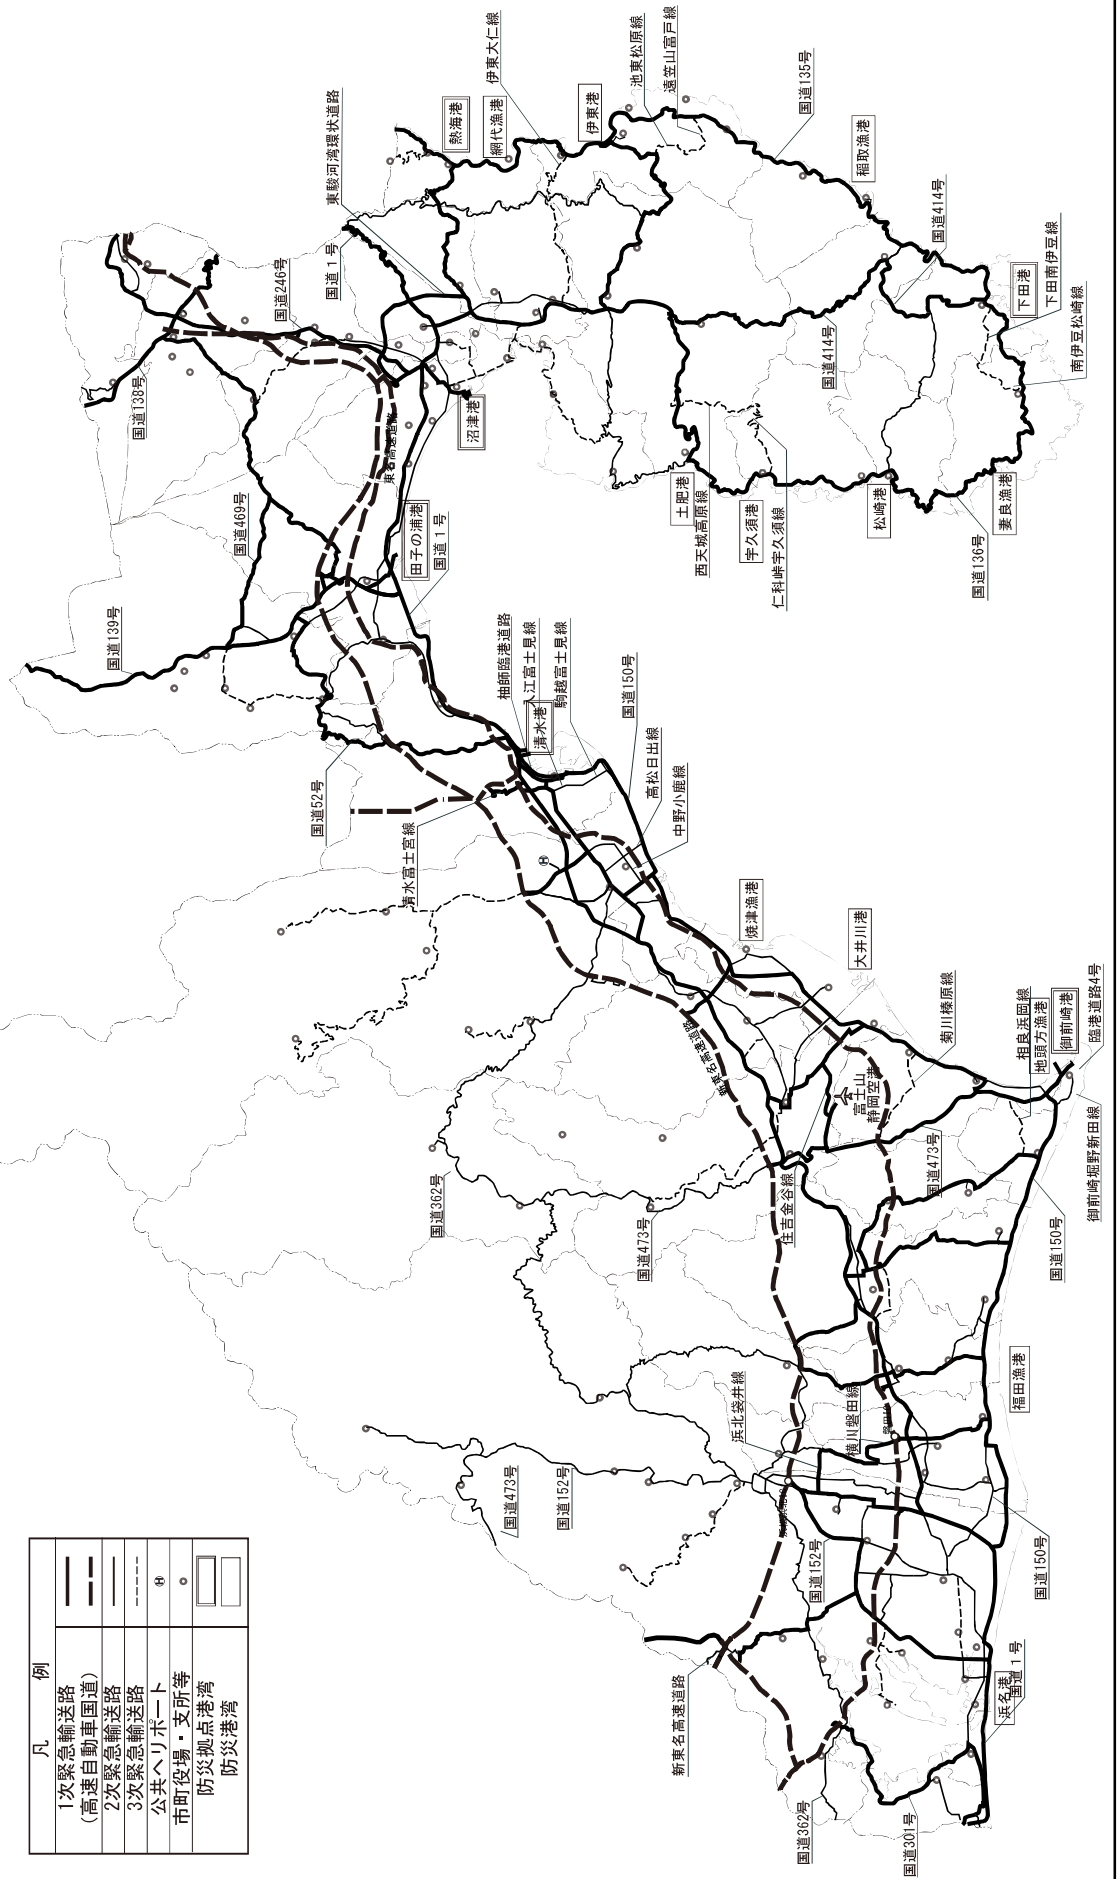 凡　例
1次緊急輸送路
(高速自動車国道)
2次緊急輸送路
3次緊急輸送路
公共ヘリポート
Ⓗ
市町役場・支所等
防災拠点港湾
防災港湾
国道362号
国道301号
新東名高速道路
浜名港
国道1号
国道152号
国道150号
国道473号
国道152号
浜北袋井線
横川磐田線
福田漁港
国道362号
国道473号
住吉金谷線
国道473号
国道150号
御前崎堀野新田線
臨港道路4号
御前崎港
地頭方漁港
相良浜岡線
菊川榛原線
富士山
静岡空港
新東名高速道路
大井川港
焼津漁港
中野小鹿線
高松日出線
国道150号
清水富士宮線
国道52号
駒越富士見線
清水港
入江富士見線
袖師臨港道路
国道139号
国道469号
国道1号
田子の浦港
東名高速道路
沼津港
国道138号
国道246号
国道1号
東駿河湾環状道路
熱海港
網代漁港
伊東大仁線
伊東港
池東松原線
遠笠山富戸線
国道135号
稲取漁港
国道414号
下田港
下田南伊豆線
南伊豆松崎線
国道414号
土肥港
西天城高原線
宇久須港
仁科峠宇久須線
松崎港
国道136号
妻良漁港